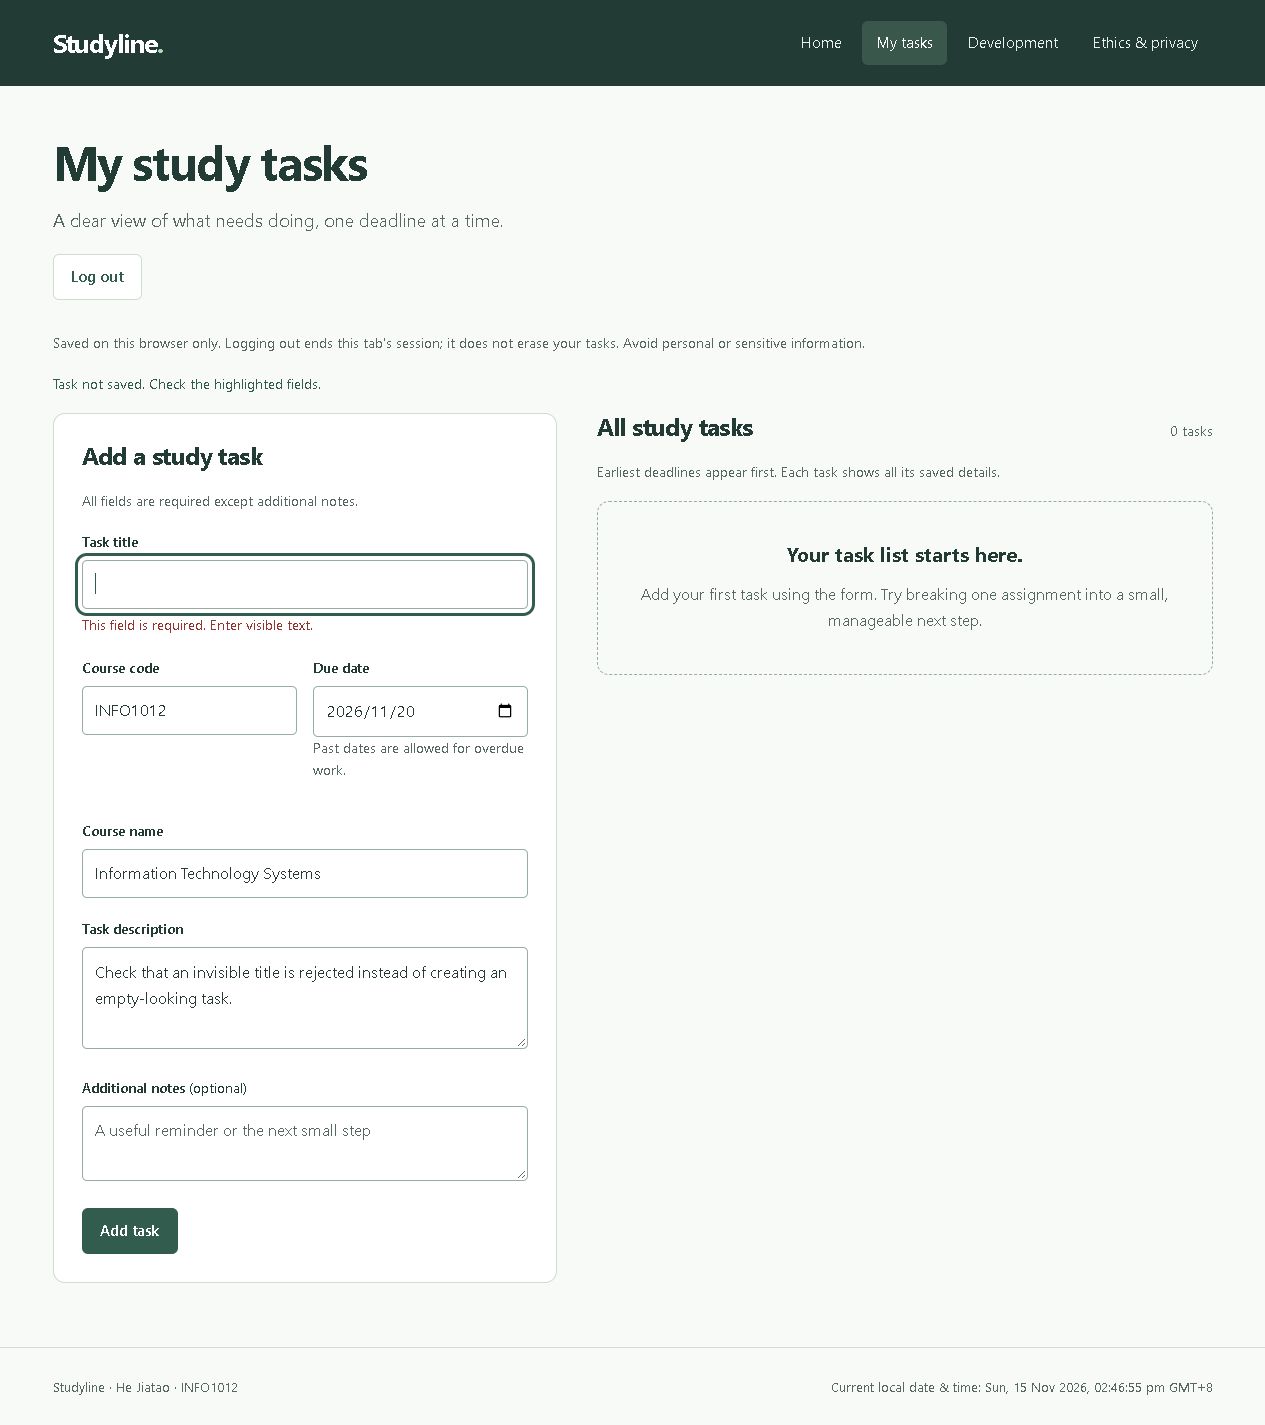 Studyline.
Home
My tasks
Development
Ethics & privacy
My study tasks
A clear view of what needs doing, one deadline at a time.
Log out
Saved on this browser only. Logging out ends this tab's session; it does not erase your tasks. Avoid personal or sensitive information.
Task not saved. Check the highlighted fields.
Add a study task
All fields are required except additional notes.
Task title
This field is required. Enter visible text.
Course code
Due date
INFO1012
2026/11/20
Past dates are allowed for overdue
work.
Course name
Information Technology Systems
Task description
Check that an invisible title is rejected instead of creating an
empty-looking task.
Additional notes (optional)
A useful reminder or the next small step
Add task
All study tasks
0 tasks
Earliest deadlines appear first. Each task shows all its saved details.
Your task list starts here.
Add your first task using the form. Try breaking one assignment into a small,
manageable next step.
Studyline · He Jiatao · INFO1012
Current local date & time: Sun, 15 Nov 2026, 02:46:55 pm GMT+8